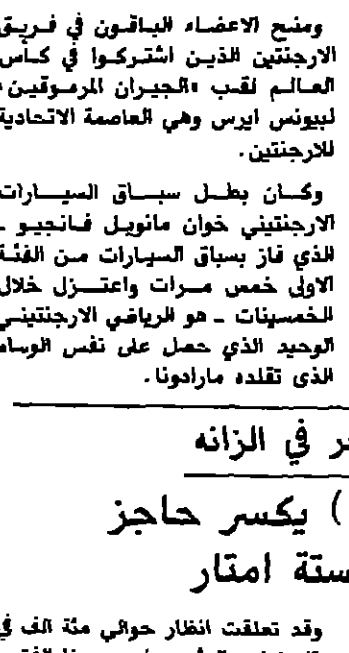 ومنح الاعضاء الباقون في فريق
الارجنتين الذين اشتركوا في كأس
العالم لقب «الجيران المرموقين»
لبيونس ايرس وهي العاصمة الاتحادية
للارجنتين.
وكان بطل سباق السيارات
الارجنتيني خوان مانويل فانجيو ـ
الذي فاز بسباق السيارات من الفئة
الاولى خمس مرات واعتزل خلال
الخمسينات ـ هو الرياضي الارجنتيني
الوحيد الذي حصل على نفس الوسام
الذى تقلده مارادونا.
ر في الزانه
) يكسر حاجز
ستة امتار
وقد تعلقت انظار حوالي مئة الف في